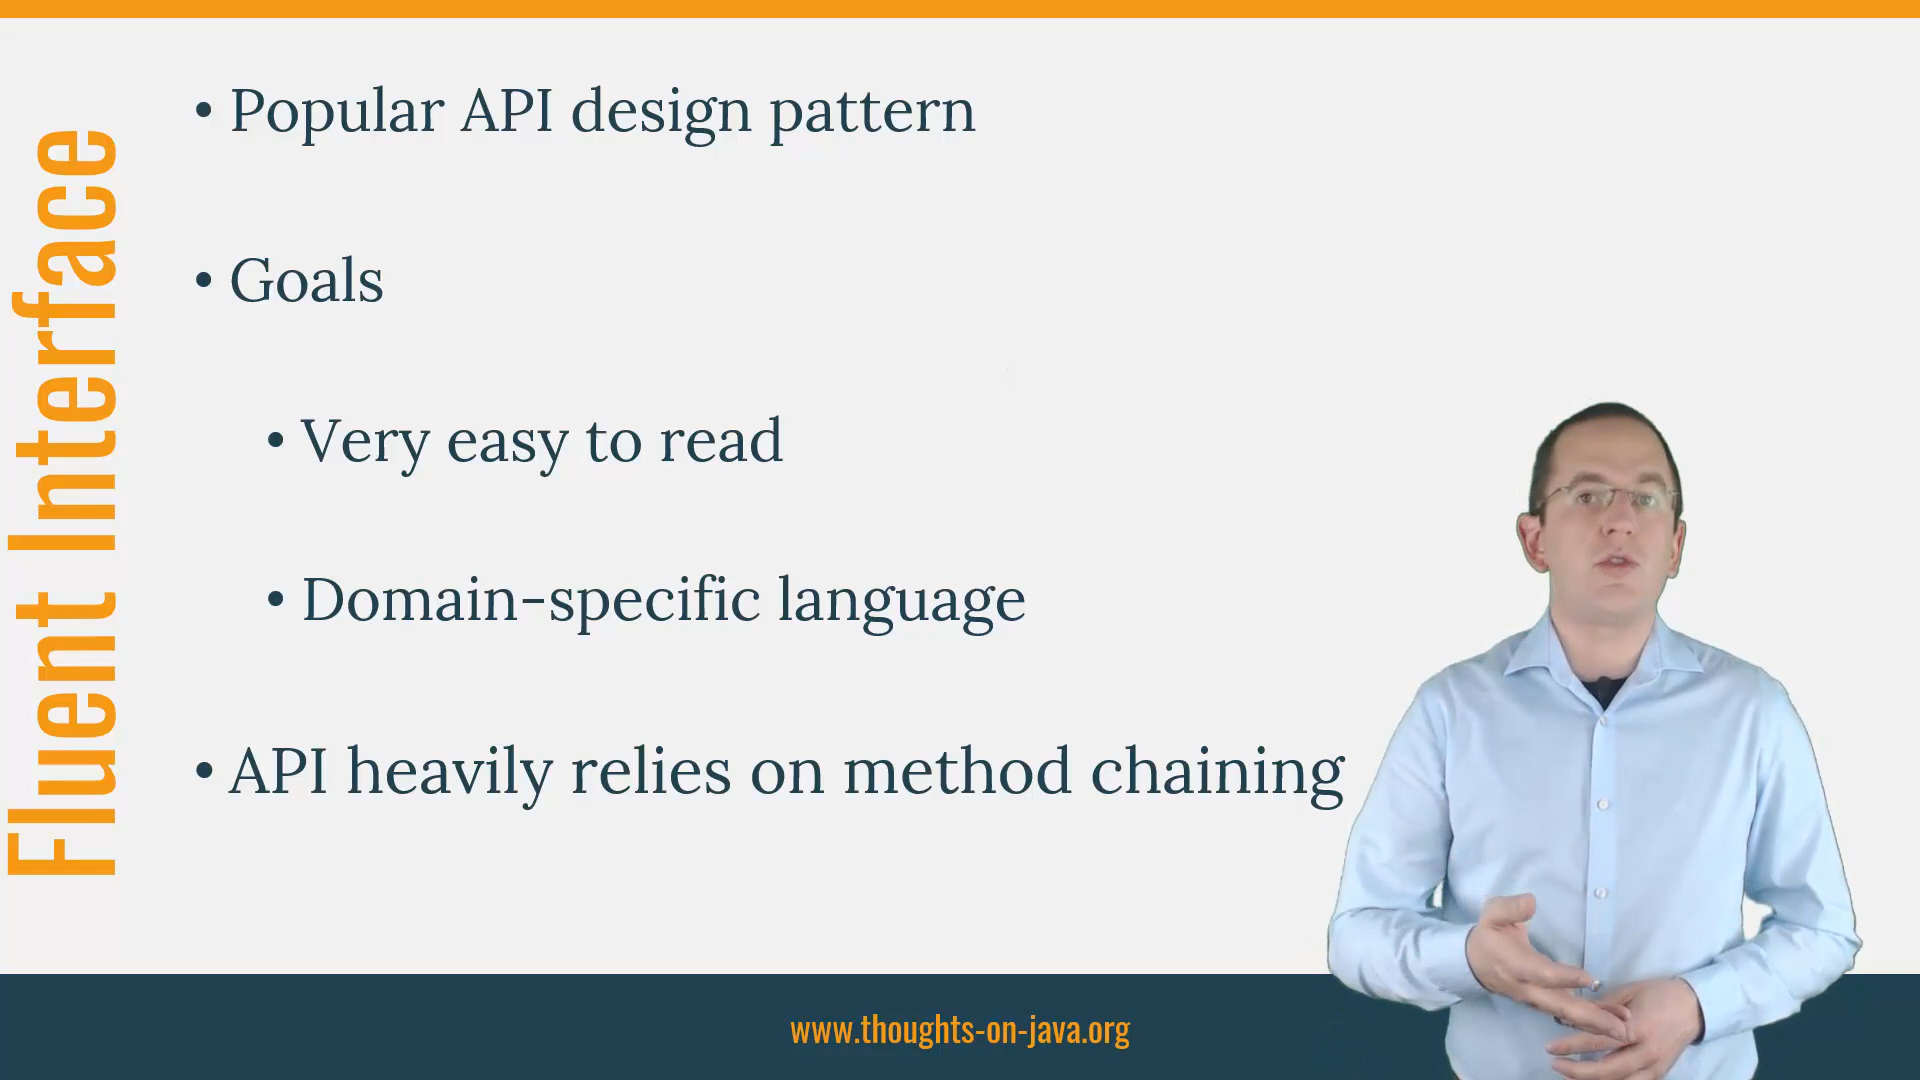 Fluent Interface
• Popular API design pattern
• Goals
• Very easy to read
• Domain-specific language
• API heavily relies on method chaining
www.thoughts-on-java.org